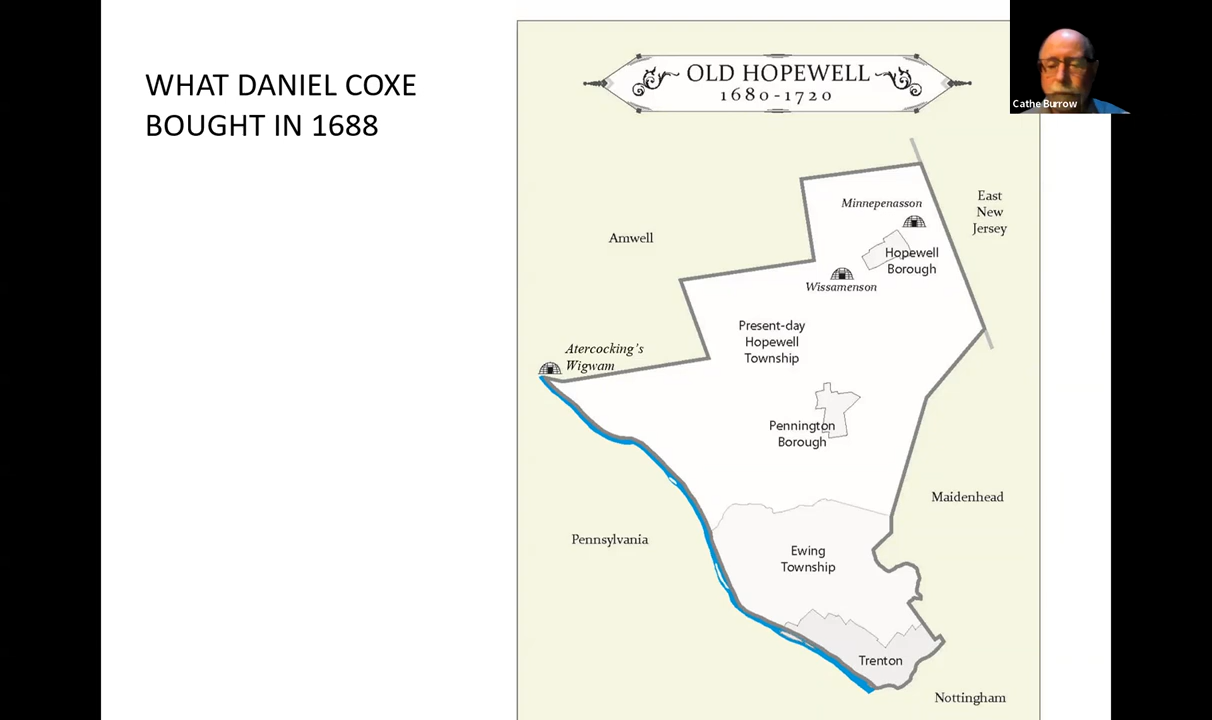 WHAT DANIEL COXE
BOUGHT IN 1688
OLD HOPEWELL
1680-1720
Cathe Burrow
East
New
Jersey
Minnepenasson
Amwell
Hopewell
Borough
Wissamenson
Present-day
Hopewell
Township
Atercocking's
Wigwam
Pennington
Borough
Maidenhead
Pennsylvania
Ewing
Township
Trenton
Nottingham